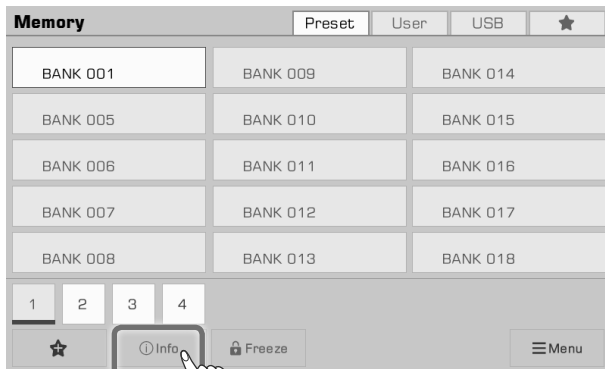 Memory Preset User USB
BANK 001 BANK 009 BANK 014
BANK 005 BANK 010 BANK 015
BANK 006 BANK 011 BANK 016
BANK 007 BANK 012 BANK 017
BANK 008 BANK 013 BANK 018
1 2 3 4
Info Freeze Menu